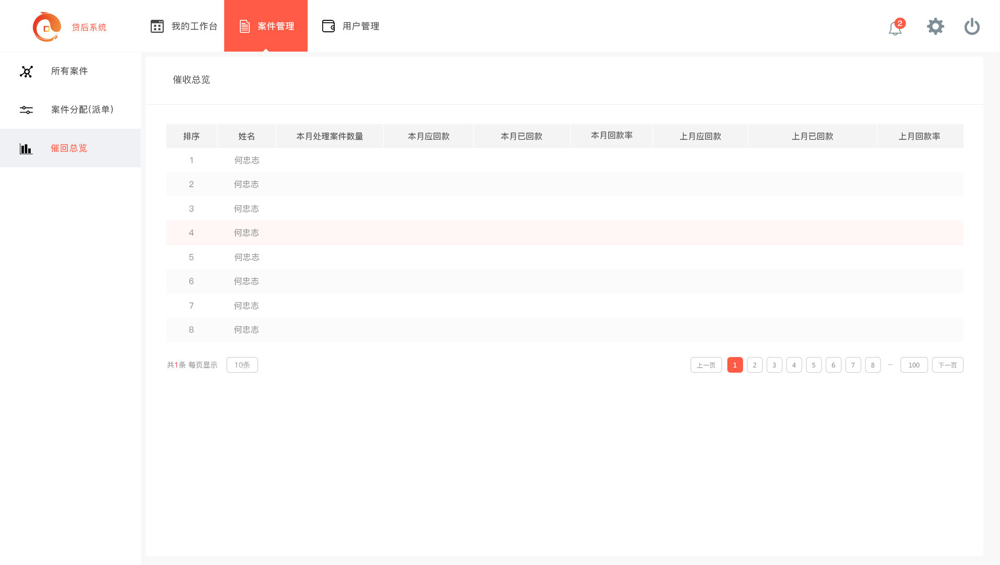 贷后系统 我的工作台 案件管理 用户管理 2
所有案件
案件分配(派单)
催回总览
催收总览
排序 姓名 本月处理案件数量 本月应回款 本月已回款 本月回款率 上月应回款 上月已回款 上月回款率
1 何忠志
2 何忠志
3 何忠志
4 何忠志
5 何忠志
6 何忠志
7 何忠志
8 何忠志
共1条 每页显示 10条 上一页 1 2 3 4 5 6 7 8 ... 100 下一页